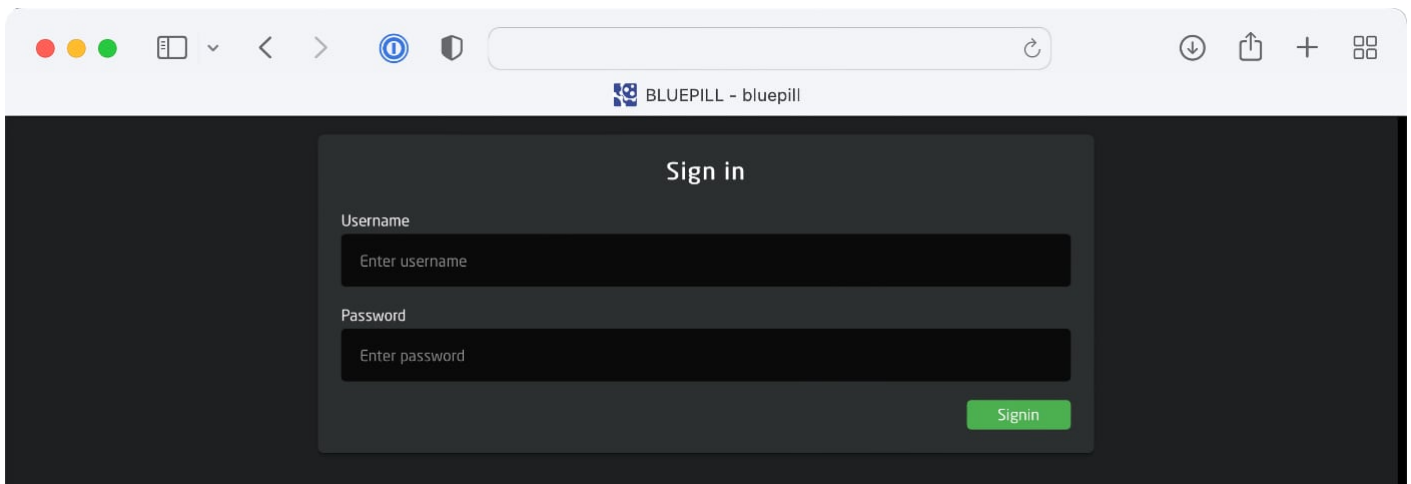 BLUEPILL - bluepill
Sign in
Username
Enter username
Password
Enter password
Signin